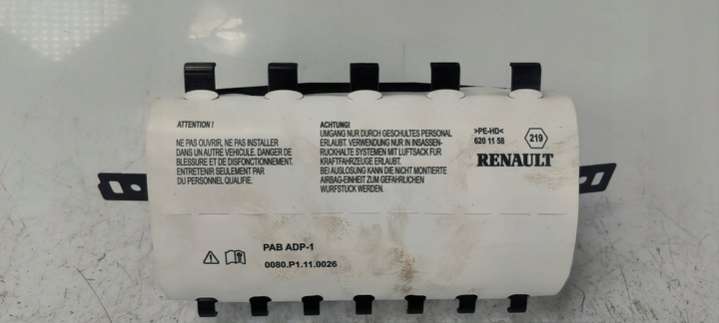 ATTENTION !
NE PAS OUVRIR, NE PAS INSTALLER
DANS UN AUTRE VEHICULE. DANGER DE
BLESSURE ET DE DISFONCTIONNEMENT.
ENTRETENIR SEULEMENT PAR
DU PERSONNEL QUALIFIE.
ACHTUNG!
UMGANG NUR DURCH GESCHULTES PERSONAL
ERLAUBT. VERWENDUNG NUR IN INSASSEN-
RÜCKHALTE SYSTEMEN MIT LUFTSACK FÜR
KRAFTFAHRZEUGE ERLAUBT.
BEI AUSLOSUNG KANN DIE NICHT MONTIERTE
AIRBAG-EINHEIT ZUM GEFÄHRLICHEN
WURFSTUCK WERDEN.
>PE-HD<
620 11 58
219
RENAULT
PAB ADP-1
0080.P1.11.0026